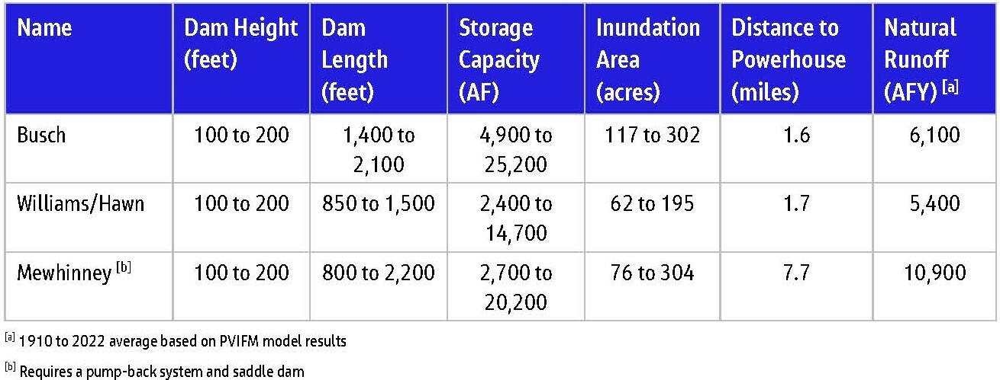 Name Dam Height Dam Storage Inundation Distance to Natural
(feet) Length Capacity Area Powerhouse Runoff
(feet) (AF) (acres) (miles) (AFY) [a]
Busch 100 to 200 1,400 to 4,900 to 117 to 302 1.6 6,100
2,100 25,200
Williams/Hawn 100 to 200 850 to 1,500 2,400 to 62 to 195 1.7 5,400
14,700
Mewhinney [b] 100 to 200 800 to 2,200 2,700 to 76 to 304 7.7 10,900
20,200
[a] 1910 to 2022 average based on PVIFM model results
[b] Requires a pump-back system and saddle dam